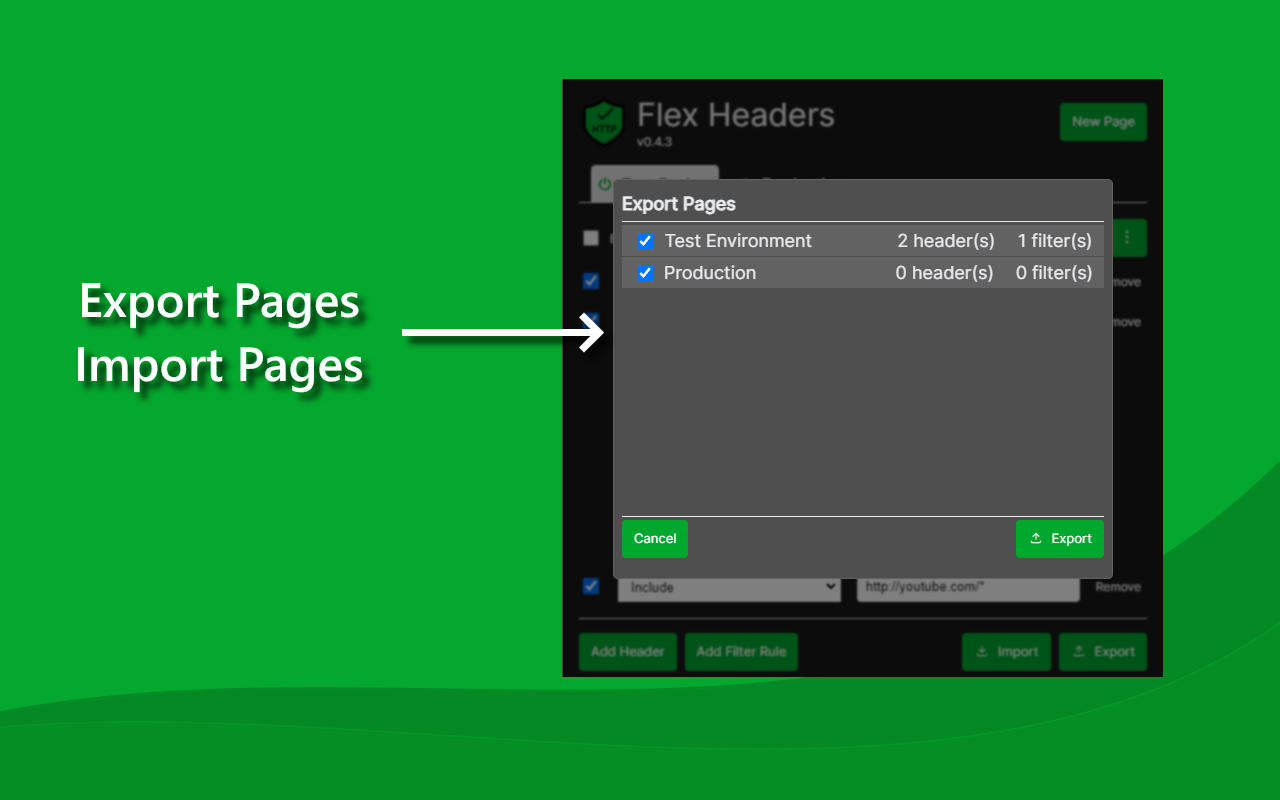 Export Pages
Import Pages
HTTP
Flex Headers
v0.4.3
New Page
Export Pages
Test Environment 2 header(s) 1 filter(s)
Production 0 header(s) 0 filter(s)
Cancel Export
Include http://youtube.com/* Remove
Add Header Add Filter Rule Import Export